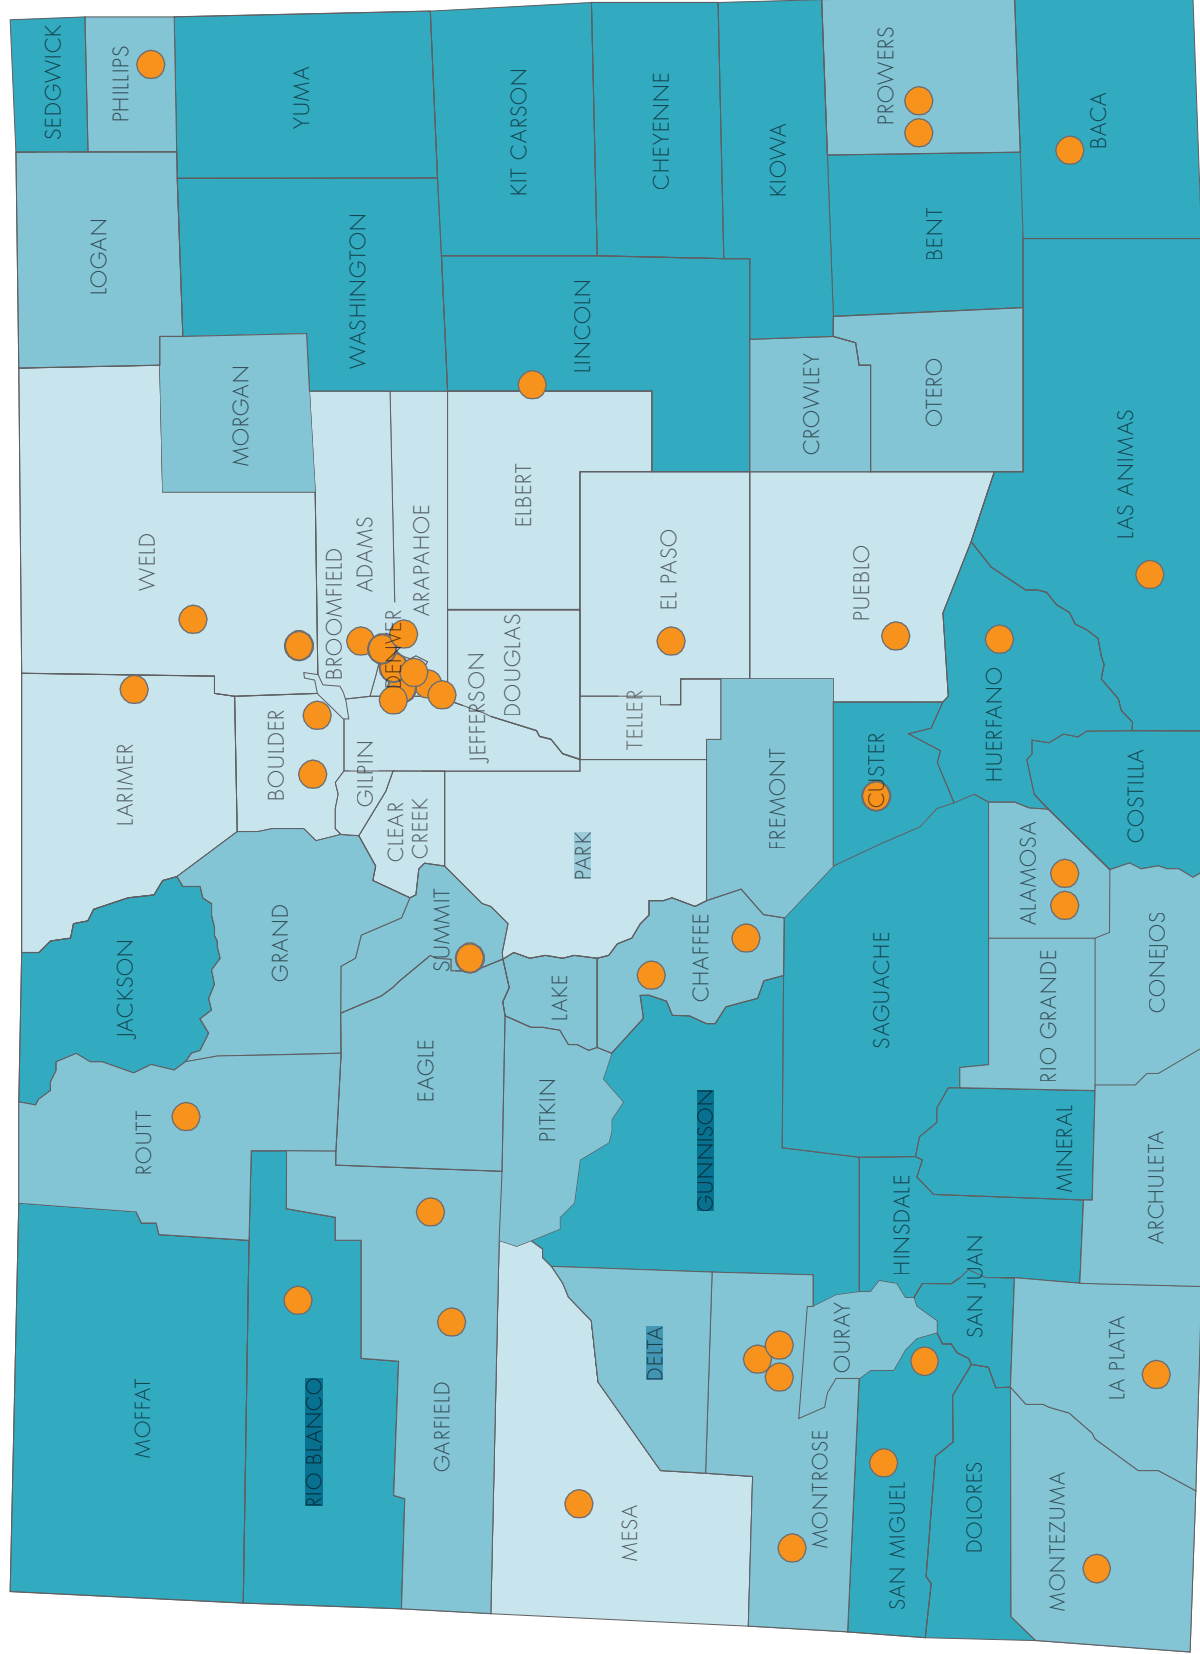 SEDGWICK
PHILLIPS
YUMA
KIT CARSON
CHEYENNE
KIOWA
PROWERS
BACA
LOGAN
WASHINGTON
LINCOLN
BENT
MORGAN
CROWLEY
OTERO
LAS ANIMAS
WELD
ADAMS
ARAPAHOE
ELBERT
EL PASO
PUEBLO
BROOMFIELD
DENVER
DOUGLAS
JEFFERSON
TELLER
HUERFANO
LARIMER
BOULDER
GILPIN
CLEAR
CREEK
PARK
FREMONT
CUSTER
COSTILLA
ALAMOSA
JACKSON
GRAND
SUMMIT
LAKE
CHAFFEE
SAGUACHE
RIO GRANDE
CONEJOS
ROUTT
EAGLE
PITKIN
GUNNISON
MINERAL
ARCHULETA
HINSDALE
SAN JUAN
MOFFAT
RIO BLANCO
GARFIELD
DELTA
OURAY
LA PLATA
MESA
MONTROSE
SAN MIGUEL
DOLORES
MONTEZUMA